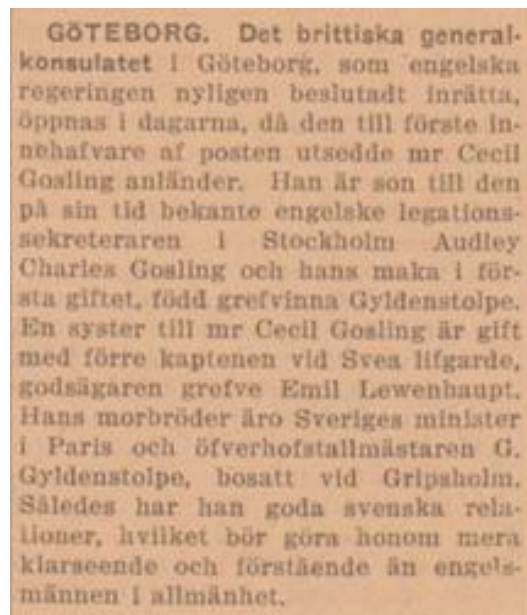 GÖTEBORG. Det brittiska general-
konsulatet i Göteborg, som engelska
regeringen nyligen beslutadt inrätta,
öppnas i dagarna, då den till förste in-
nehafvare af posten utsedde mr Cecil
Gosling anländer. Han är son till den
på sin tid bekante engelske legations-
sekreteraren i Stockholm Audley
Charles Gosling och hans maka i för-
sta giftet, född grefvinna Gyldenstolpe.
En syster till mr Cecil Gosling är gift
med förre kaptenen vid Svea lifgarde,
godsägaren grefve Emil Lewenhaupt.
Hans morbröder äro Sveriges minister
i Paris och öfverhofstallmästaren G.
Gyldenstolpe, bosatt vid Gripsholm.
Således har han goda svenska rela-
tioner, hvilket bör göra honom mera
klarseende och förstående än engels-
männen i allmänhet.